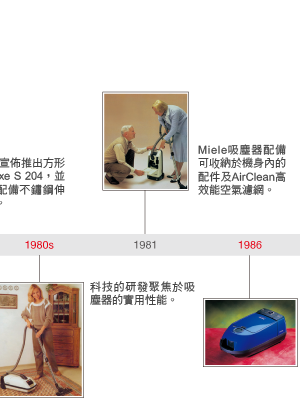 宣佈推出方形
xe S 204，並
配備不鏽鋼伸
。
Miele吸塵器配備
可收納於機身內的
配件及AirClean高
效能空氣濾網。
1980s
1981
1986
科技的研發聚焦於吸
塵器的實用性能。